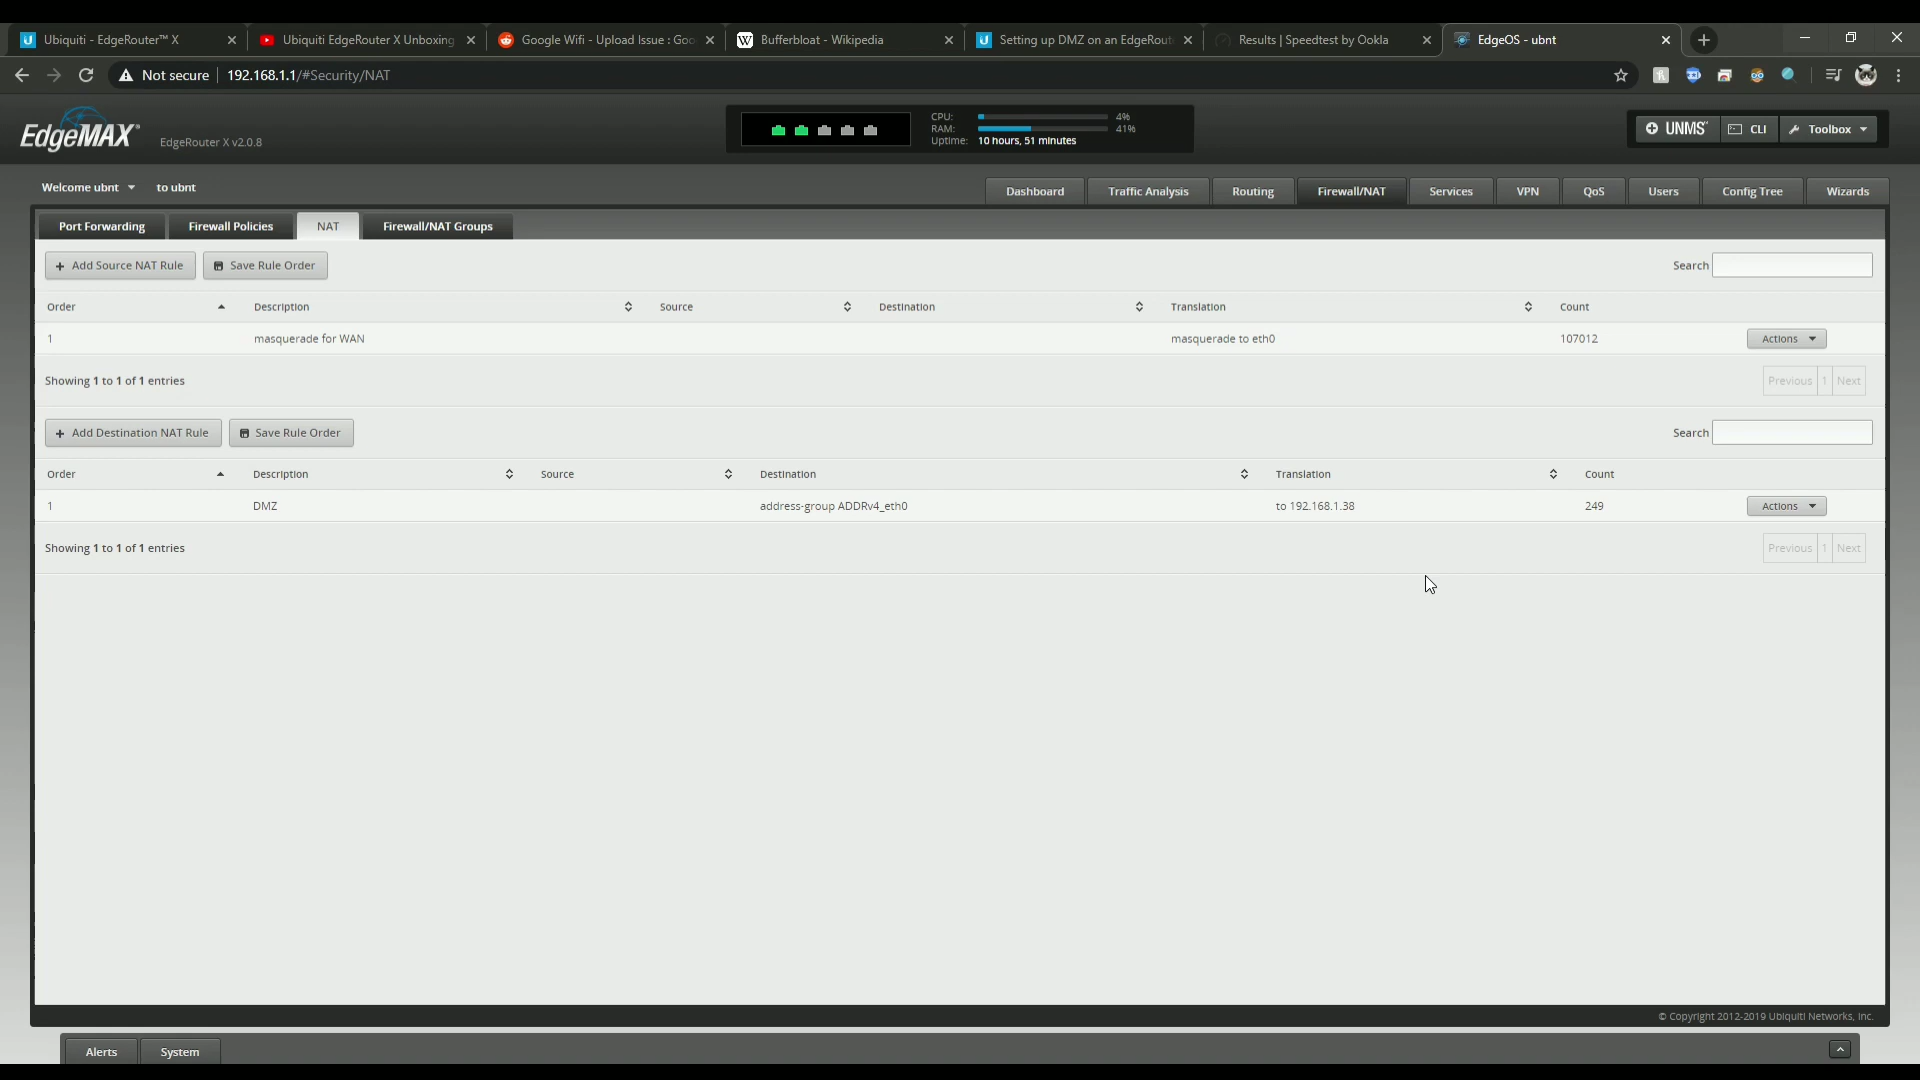 Ubiquiti - EdgeRouter™ X
Ubiquiti EdgeRouter X Unboxing
Google Wifi - Upload Issue : Goo
Bufferbloat - Wikipedia
Setting up DMZ on an EdgeRout
Results | Speedtest by Ookla
EdgeOS - ubnt
Not secure | 192.168.1.1/#Security/NAT
EdgeMAX
EdgeRouter X v2.0.8
CPU: 4%
RAM: 41%
Uptime: 10 hours, 51 minutes
UNMS™ CLI Toolbox
Welcome ubnt to ubnt
Dashboard Traffic Analysis Routing Firewall/NAT Services VPN QoS Users Config Tree Wizards
Port Forwarding Firewall Policies NAT Firewall/NAT Groups
+ Add Source NAT Rule Save Rule Order Search
Order Description Source Destination Translation Count
1 masquerade for WAN masquerade to eth0 107012 Actions
Showing 1 to 1 of 1 entries Previous 1 Next
+ Add Destination NAT Rule Save Rule Order Search
Order Description Source Destination Translation Count
1 DMZ address-group ADDRv4_eth0 to 192.168.1.38 249 Actions
Showing 1 to 1 of 1 entries Previous 1 Next
© Copyright 2012-2019 Ubiquiti Networks, Inc.
Alerts System